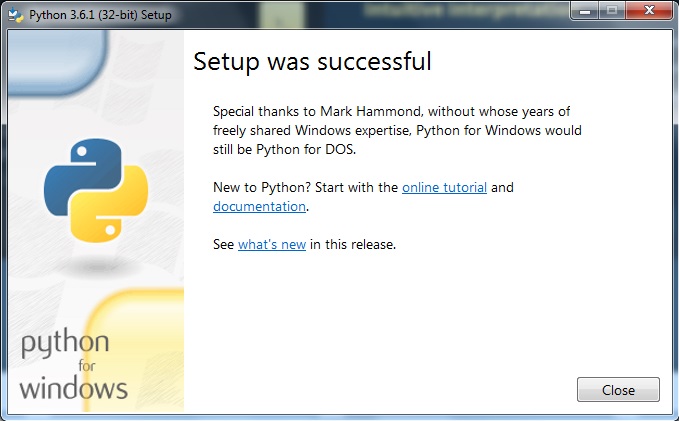 Python 3.6.1 (32-bit) Setup
Intuitive Interpretation
Setup was successful
Special thanks to Mark Hammond, without whose years of
freely shared Windows expertise, Python for Windows would
still be Python for DOS.
New to Python? Start with the online tutorial and
documentation.
See what's new in this release.
python
for
windows
Close